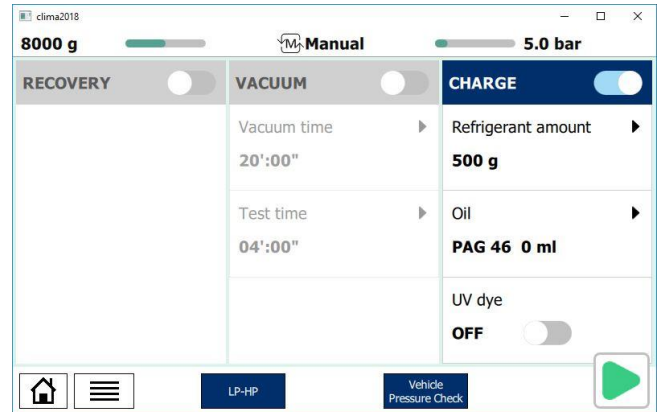 clima2018
8000 g
Manual
5.0 bar
RECOVERY
VACUUM
CHARGE
Vacuum time
20':00"
Test time
04':00"
Refrigerant amount
500 g
Oil
PAG 46 0 ml
UV dye
OFF
LP-HP
Vehicle
Pressure Check